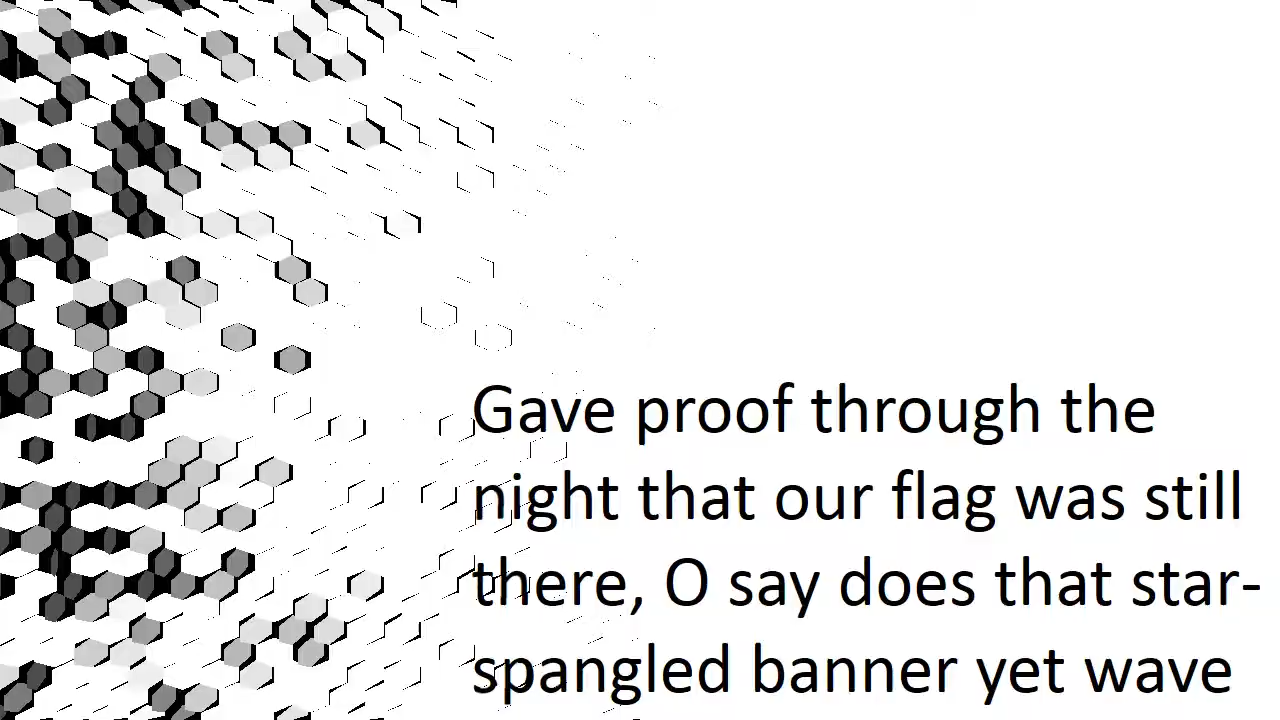 Gave proof through the
night that our flag was still
there, O say does that star-
spangled banner yet wave